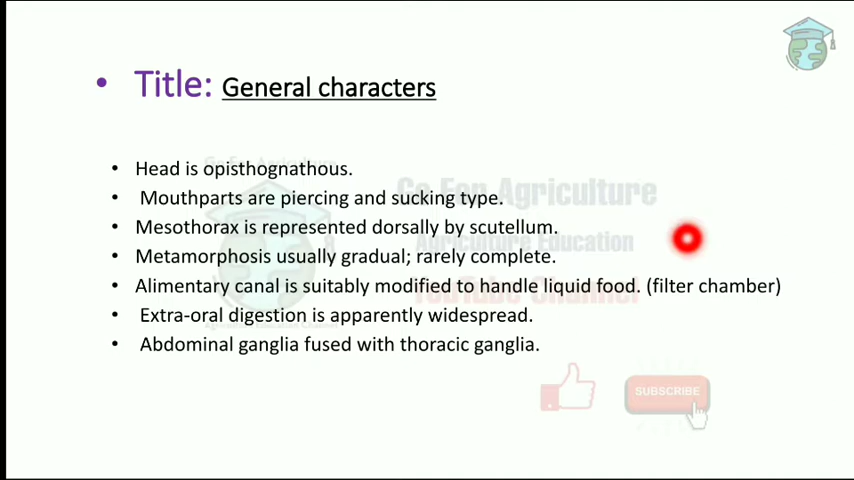 • Title: General characters
• Head is opisthognathous.
• Mouthparts are piercing and sucking type.
• Mesothorax is represented dorsally by scutellum.
• Metamorphosis usually gradual; rarely complete.
• Alimentary canal is suitably modified to handle liquid food. (filter chamber)
• Extra-oral digestion is apparently widespread.
• Abdominal ganglia fused with thoracic ganglia.
Go For Agriculture
Agriculture Education
YouTube Channel
SUBSCRIBE